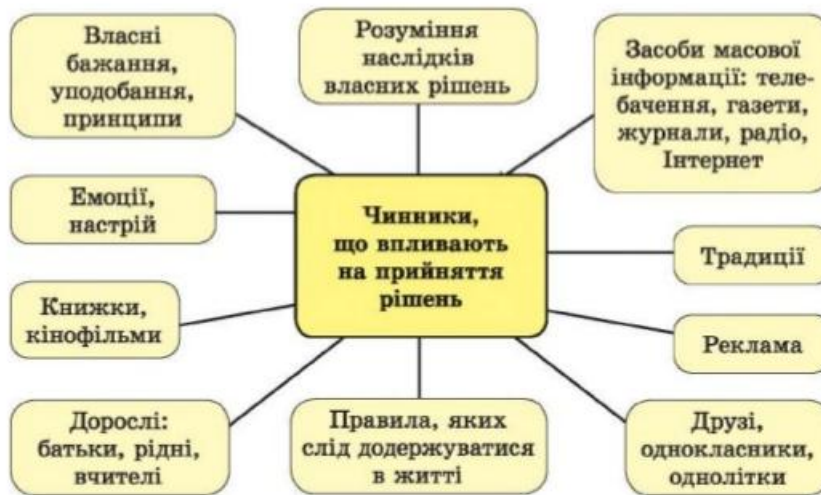 Власні
бажання,
уподобання,
принципи
Розуміння
наслідків
власних рішень
Засоби масової
інформації: теле-
бачення, газети,
журнали, радіо,
Інтернет
Емоції,
настрій
Чинники,
що впливають
на прийняття
рішень
Традиції
Книжки,
кінофільми
Реклама
Дорослі:
батьки, рідні,
вчителі
Правила, яких
слід додержуватися
в житті
Друзі,
однокласники,
однолітки